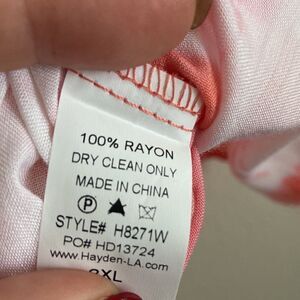 100% RAYON
DRY CLEAN ONLY
MADE IN CHINA
P
STYLE# H8271W
PO# HD13724
www.Hayden-LA.com
2XL